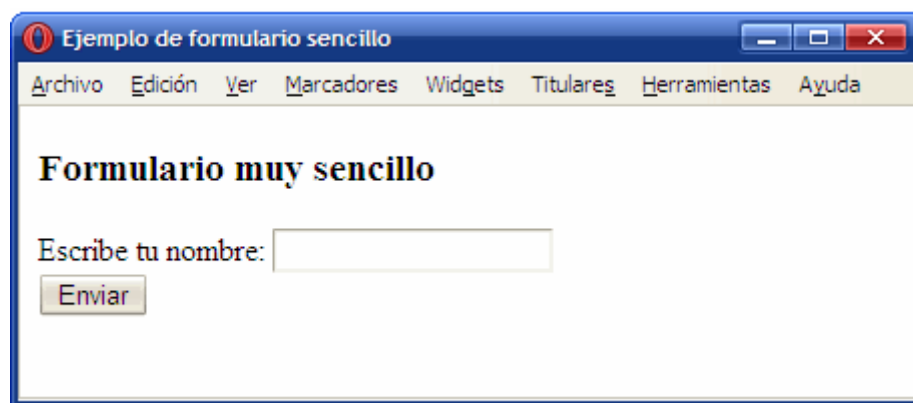 Ejemplo de formulario sencillo
Archivo Edición Ver Marcadores Widgets Titulares Herramientas Ayuda
Formulario muy sencillo
Escribe tu nombre:
Enviar